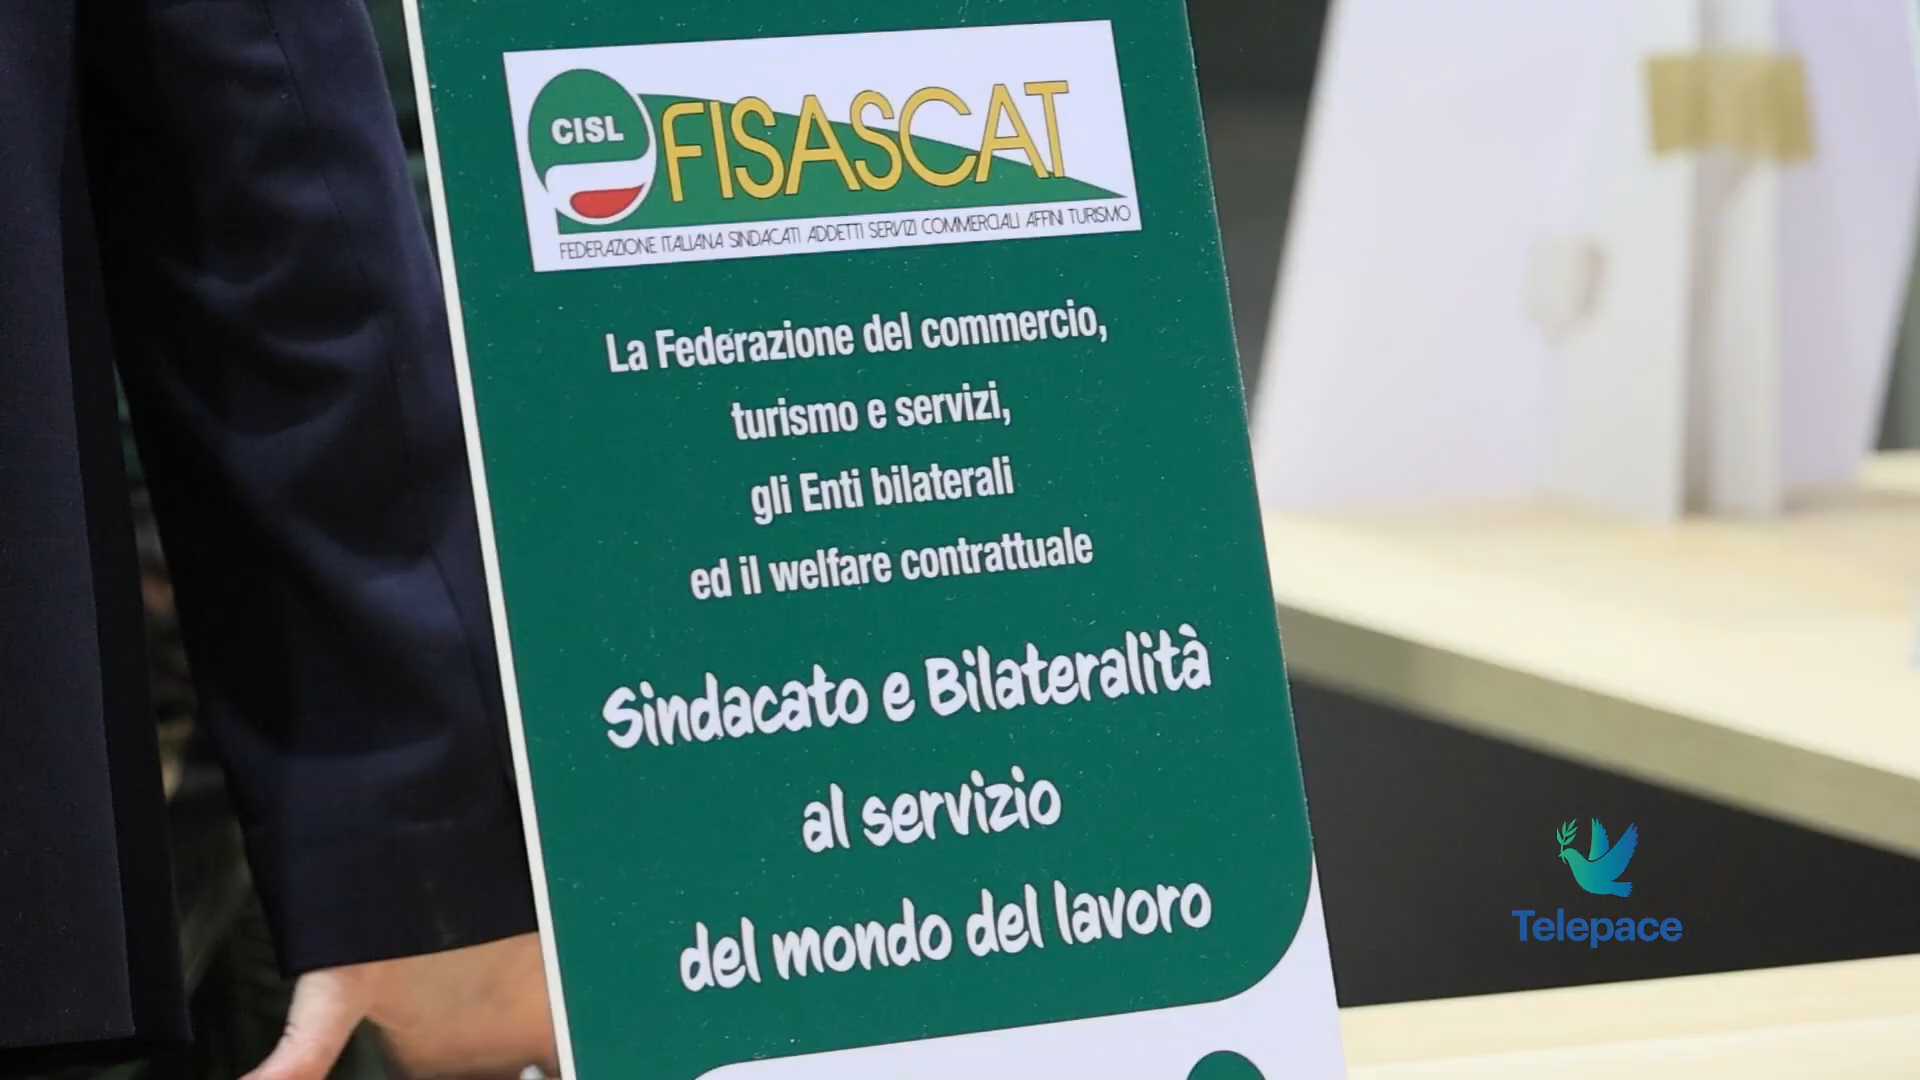 CISL
FISASCAT
FEDERAZIONE ITALIANA SINDACATI ADDETTI SERVIZI COMMERCIALI AFFINI TURISMO
La Federazione del commercio,
turismo e servizi,
gli Enti bilaterali
ed il welfare contrattuale
Sindacato e Bilateralità
al servizio
del mondo del lavoro
Telepace